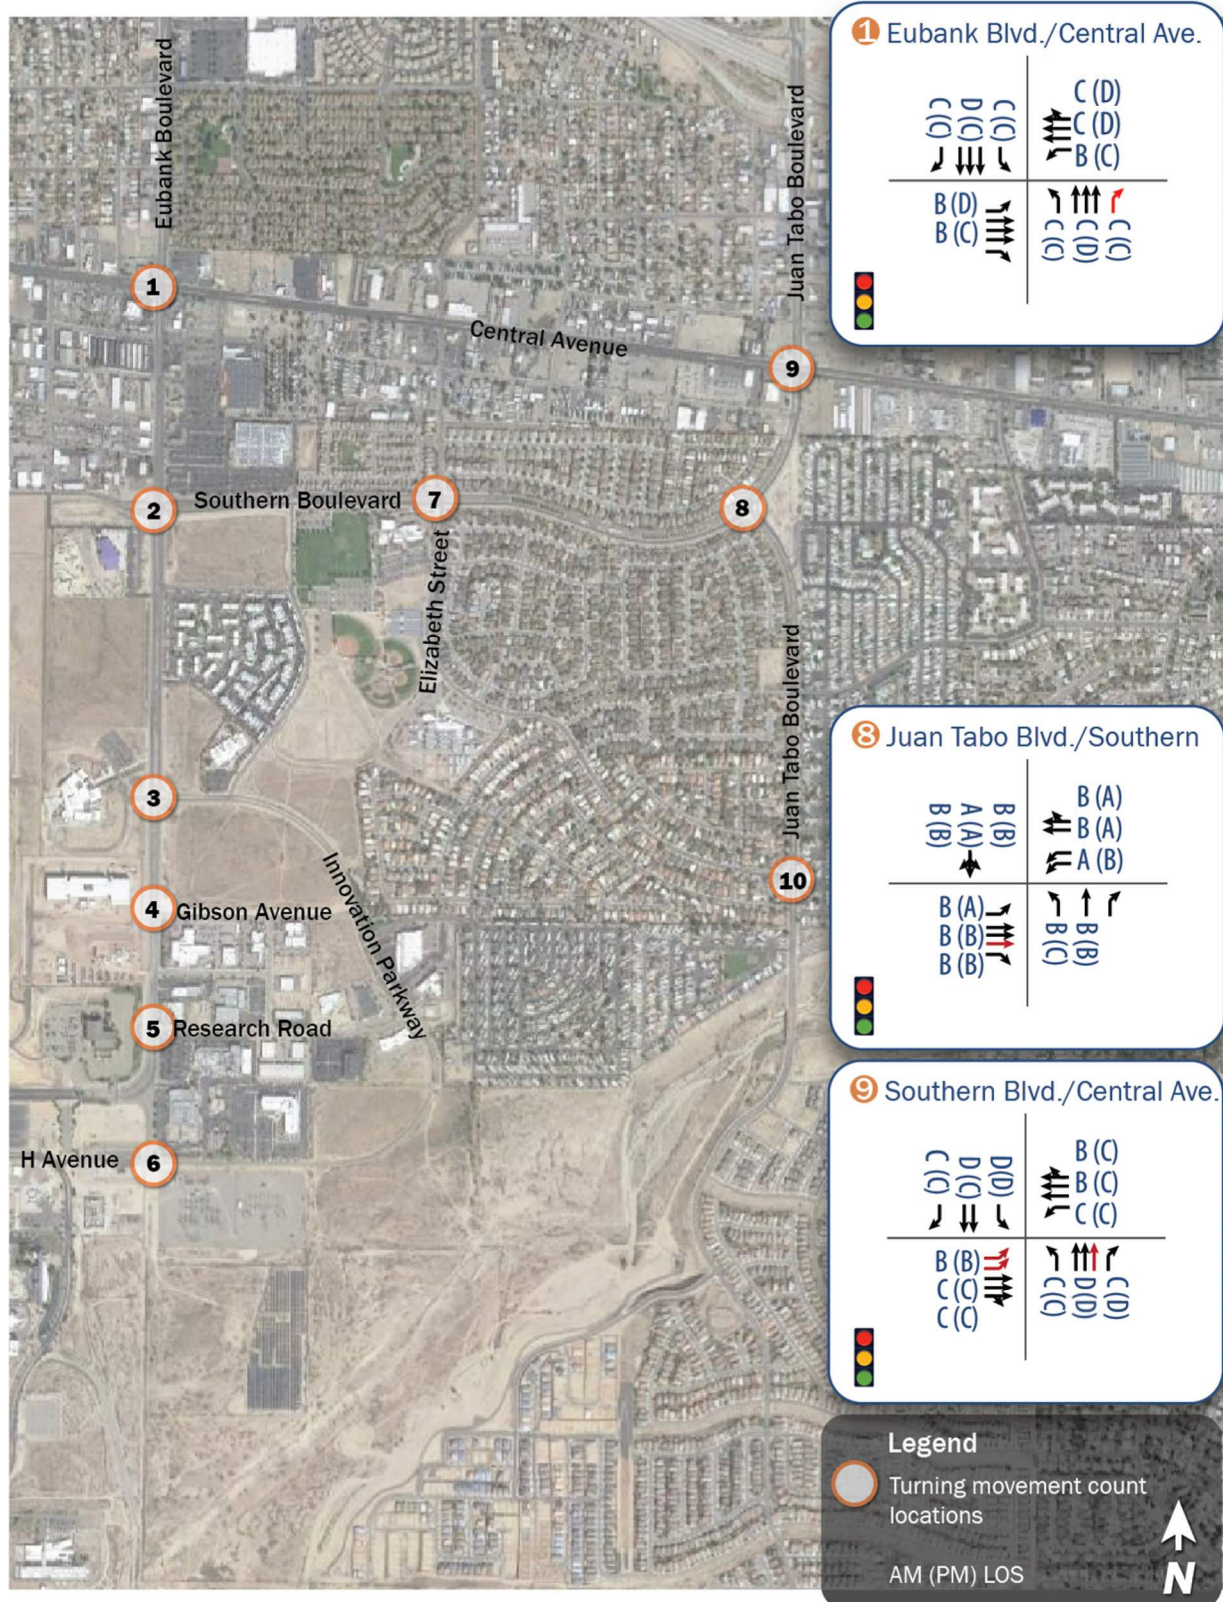 Eubank Boulevard
Juan Tabo Boulevard
1
Central Avenue
9
2
Southern Boulevard
7
8
Elizabeth Street
Juan Tabo Boulevard
3
10
4
Gibson Avenue
Innovation Parkway
5
Research Road
H Avenue
6
1 Eubank Blvd./Central Ave.
C (C)
D (C)
C (C)
C (D)
C (D)
B (C)
B (D)
B (C)
C (C)
C (D)
C (C)
8 Juan Tabo Blvd./Southern
B (B)
A (A)
B (B)
B (A)
B (A)
A (B)
B (A)
B (B)
B (B)
B (C)
B (B)
9 Southern Blvd./Central Ave.
C (C)
D (C)
D(D)
B (C)
B (C)
C (C)
B (B)
C (C)
C (C)
C (C)
D(D)
C (D)
Legend
Turning movement count
locations
AM (PM) LOS
N